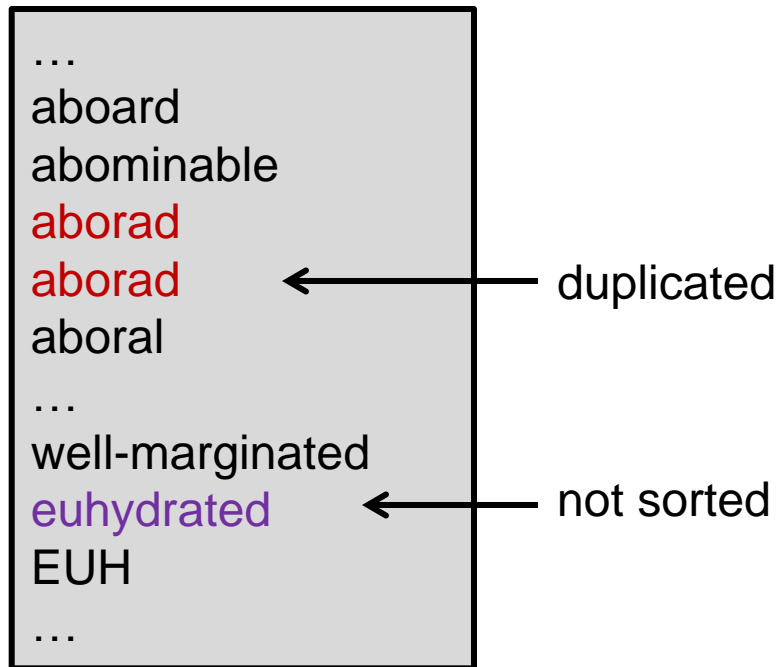 …
aboard
abominable
aborad
aborad
duplicated
aboral
…
well-marginated
euhydrated
not sorted
EUH
…